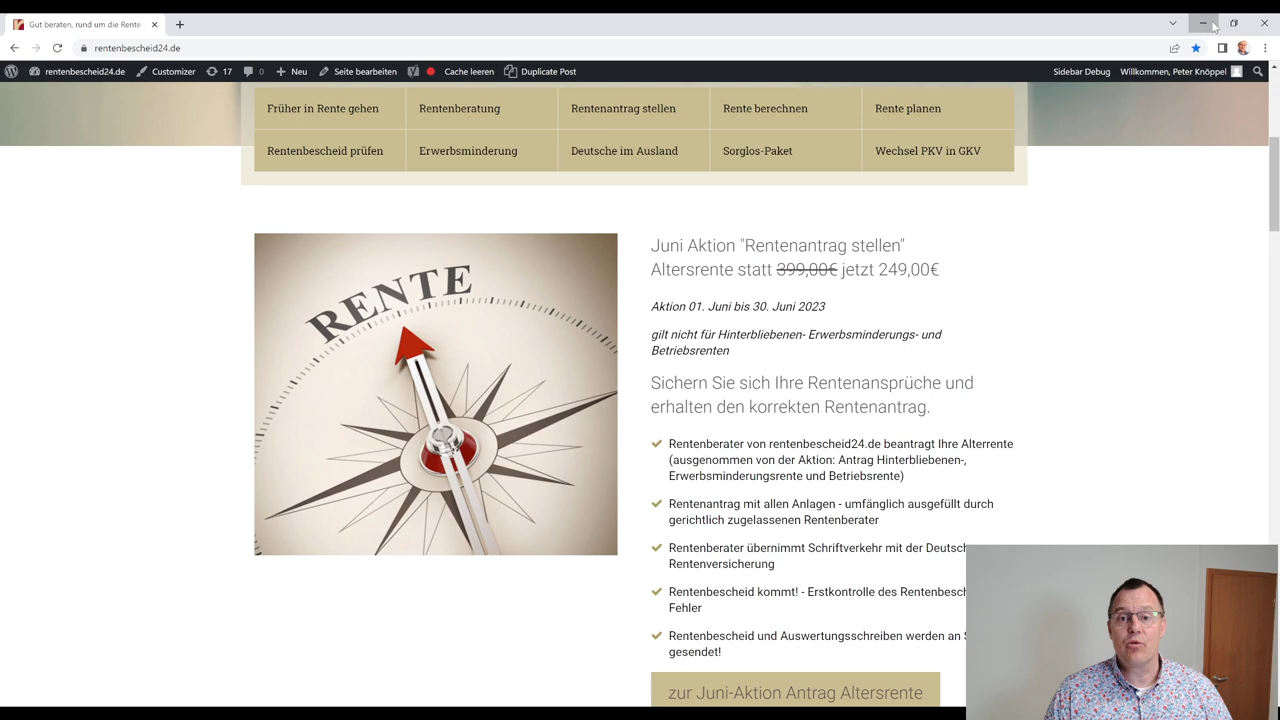 Gut beraten, rund um die Rente
rentenbescheid24.de
rentenbescheid24.de Customizer 17 0 Neu Seite bearbeiten Cache leeren Duplicate Post Sidebar Debug Willkommen, Peter Knöppel
Früher in Rente gehen Rentenberatung Rentenantrag stellen Rente berechnen Rente planen
Rentenbescheid prüfen Erwerbsminderung Deutsche im Ausland Sorglos-Paket Wechsel PKV in GKV
RENTE
Juni Aktion "Rentenantrag stellen"
Altersrente statt 399,00€ jetzt 249,00€
Aktion 01. Juni bis 30. Juni 2023
gilt nicht für Hinterbliebenen- Erwerbsminderungs- und
Betriebsrenten
Sichern Sie sich Ihre Rentenansprüche und
erhalten den korrekten Rentenantrag.
Rentenberater von rentenbescheid24.de beantragt Ihre Alterrente
(ausgenommen von der Aktion: Antrag Hinterbliebenen-,
Erwerbsminderungsrente und Betriebsrente)
Rentenantrag mit allen Anlagen - umfänglich ausgefüllt durch
gerichtlich zugelassenen Rentenberater
Rentenberater übernimmt Schriftverkehr mit der Deutsch
Rentenversicherung
Rentenbescheid kommt! - Erstkontrolle des Rentenbesch
Fehler
Rentenbescheid und Auswertungsschreiben werden an S
gesendet!
zur Juni-Aktion Antrag Altersrente